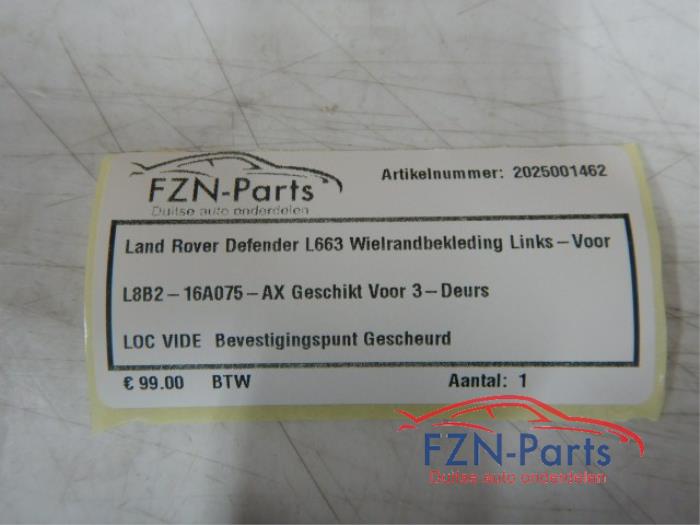 FZN-Parts
Duitse auto onderdelen
Artikelnummer: 2025001462
Land Rover Defender L663 Wielrandbekleding Links-Voor
L8B2-16A075-AX Geschikt Voor 3-Deurs
LOC VIDE Bevestigingspunt Gescheurd
€ 99.00 BTW Aantal: 1
FZN-Parts
Duitse auto onderdelen